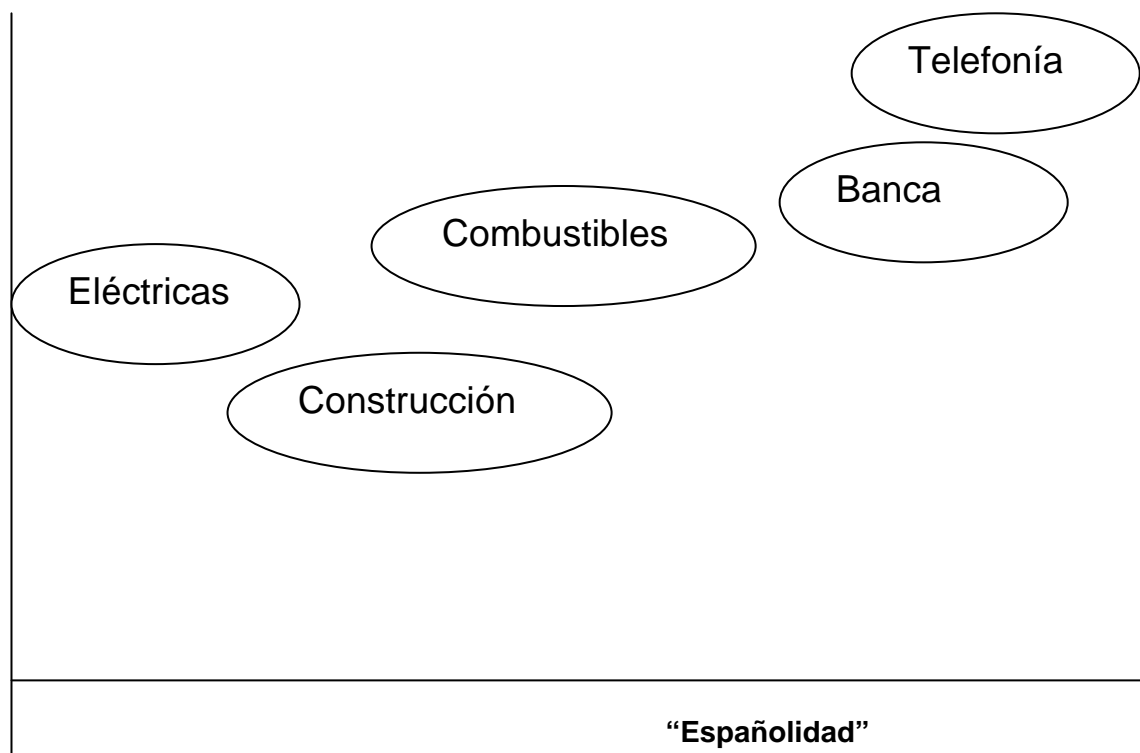 Telefonía
Banca
Combustibles
Eléctricas
Construcción
“Españolidad”